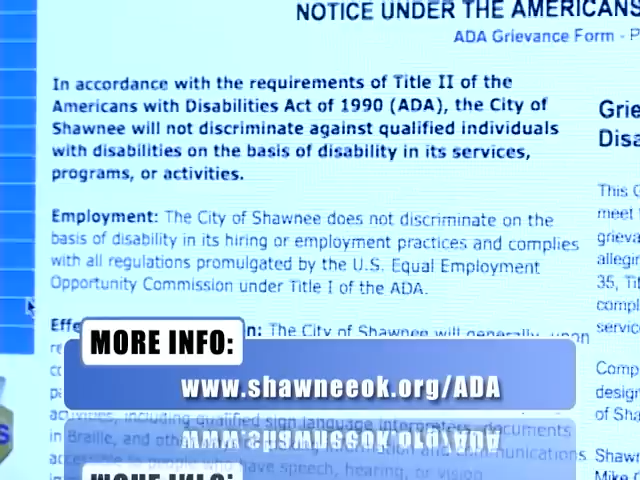 NOTICE UNDER THE AMERICANS
ADA Grievance Form - P
In accordance with the requirements of Title II of the
Americans with Disabilities Act of 1990 (ADA), the City of
Shawnee will not discriminate against qualified individuals
with disabilities on the basis of disability in its services,
programs, or activities.
Employment: The City of Shawnee does not discriminate on the
basis of disability in its hiring or employment practices and complies
with all regulations promulgated by the U.S. Equal Employment
Opportunity Commission under Title I of the ADA.
Effe n: The City of Shawnee will generally, upon
MORE INFO:
www.shawneeok.org/ADA
activities, including qualified sign language interpreters, documents
in Braille, and oth information and communications
accessible to people who have speech, hearing, or vision
Grie
Disa
This G
meet
grieva
allegin
35, Tit
compl
servic
Comp
design
of Sha
Shawn
Mike